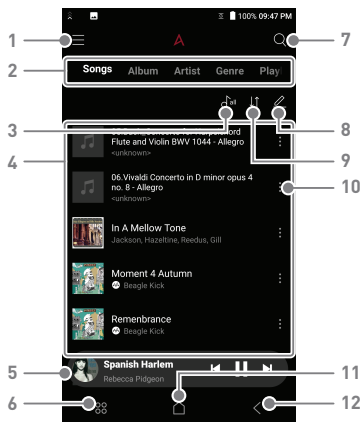 100% 09:47 PM
1
7
2
Songs Album Artist Genre Play
all
3
9
8
4
Flute and Violin BWV 1044 - Allegro
<unknown>
06.Vivaldi Concerto in D minor opus 4
no. 8 - Allegro
<unknown>
10
In A Mellow Tone
Jackson, Hazeltine, Reedus, Gill
Moment 4 Autumn
Beagle Kick
Remenbrance
Beagle Kick
5
Spanish Harlem
Rebecca Pidgeon
11
6
12